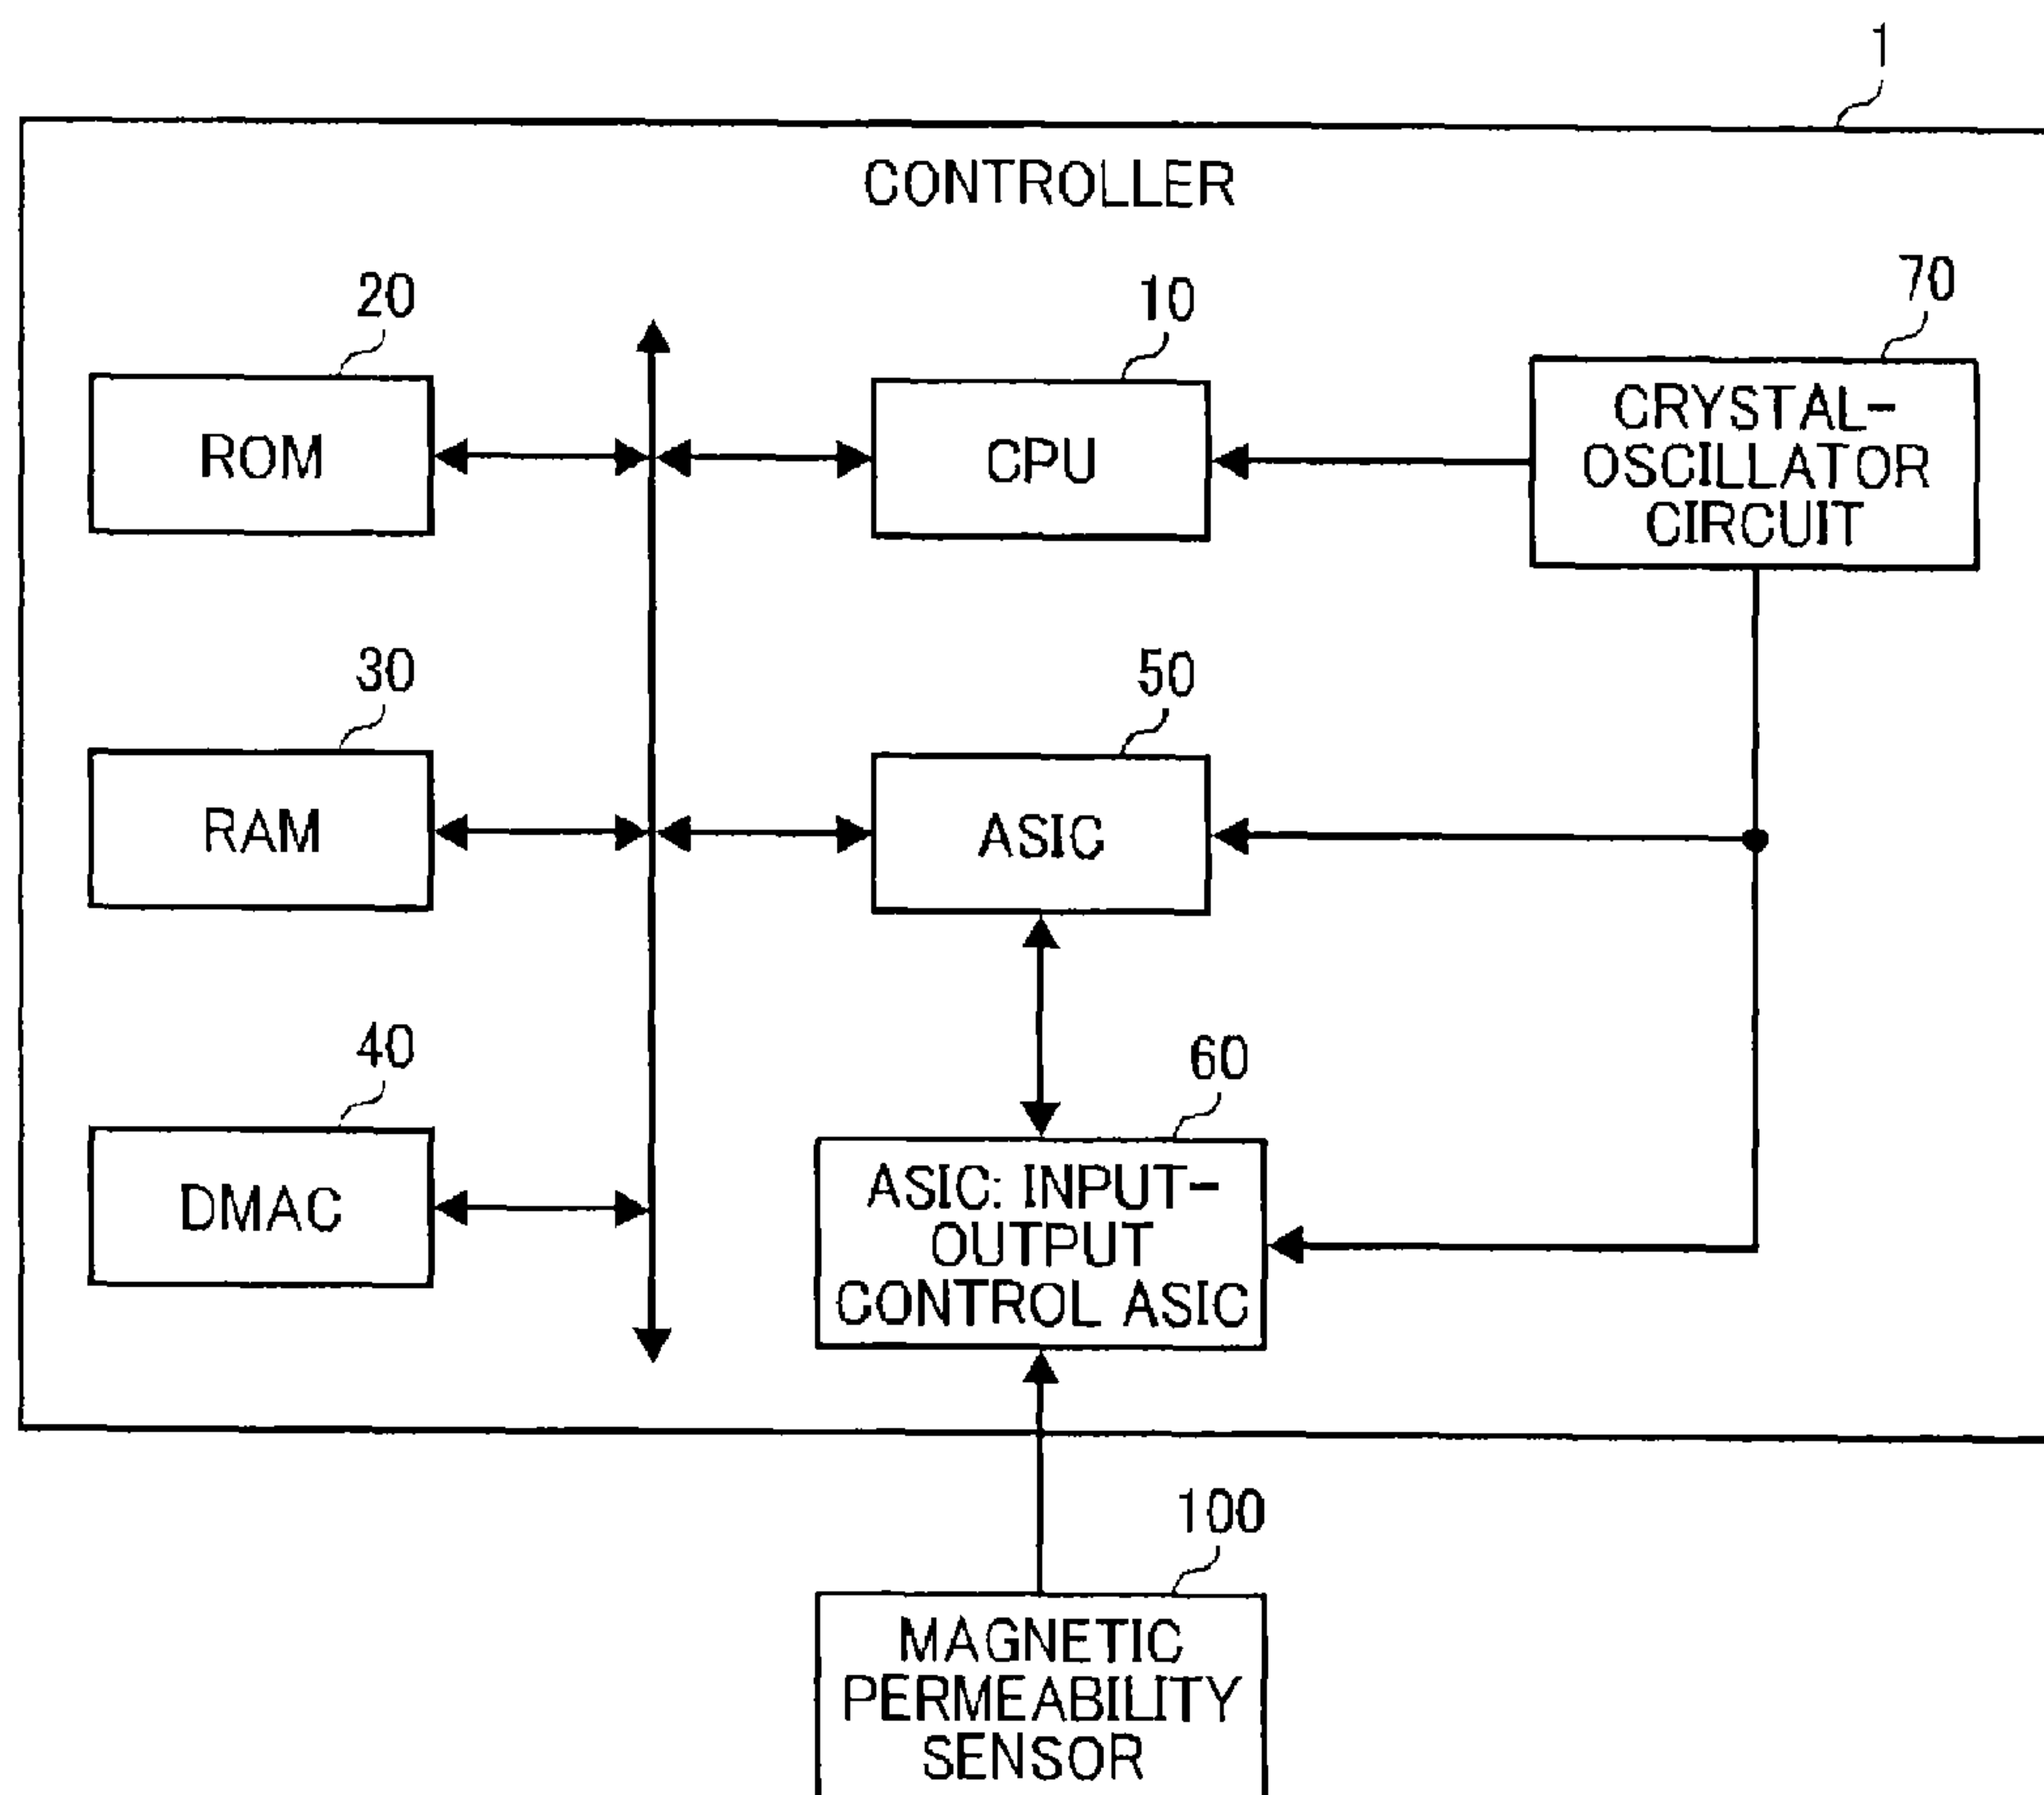 1
CONTROLLER
20
10
70
ROM
CPU
CRYSTAL-
OSCILLATOR
CIRCUIT
30
50
RAM
ASIC
40
60
DMAC
ASIC: INPUT-
OUTPUT
CONTROL ASIC
100
MAGNETIC
PERMEABILITY
SENSOR